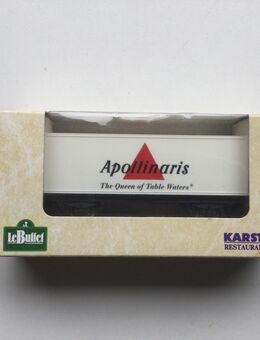 Apollinaris
The Queen of Table Waters®
LeBuffet
KARST
RESTAURA